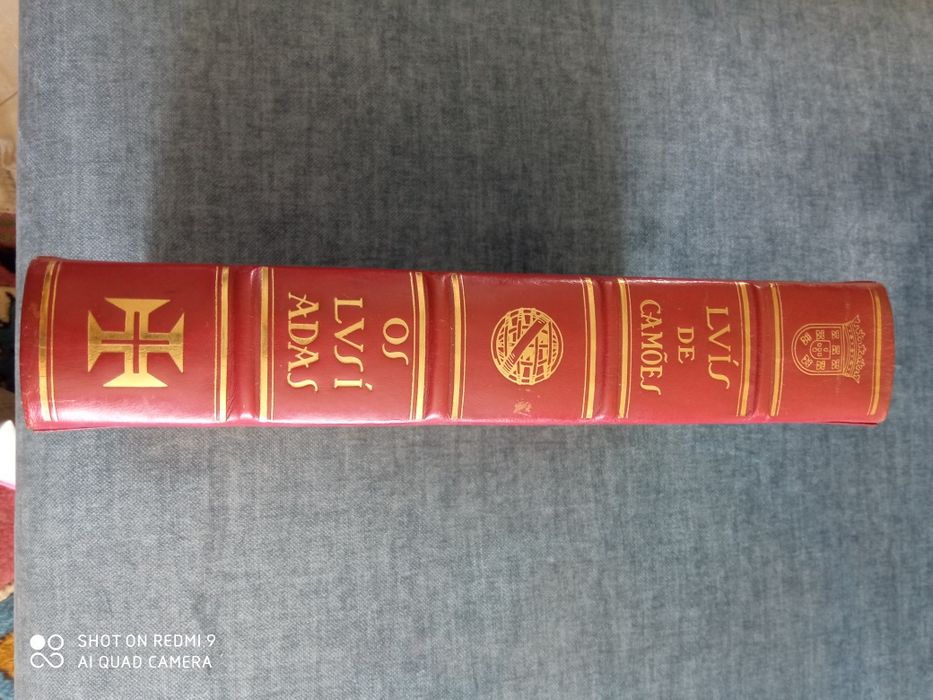 LVÍS
DE
CAMÕES
OS
LVSÍ
ADAS
SHOT ON REDMI 9
AI QUAD CAMERA